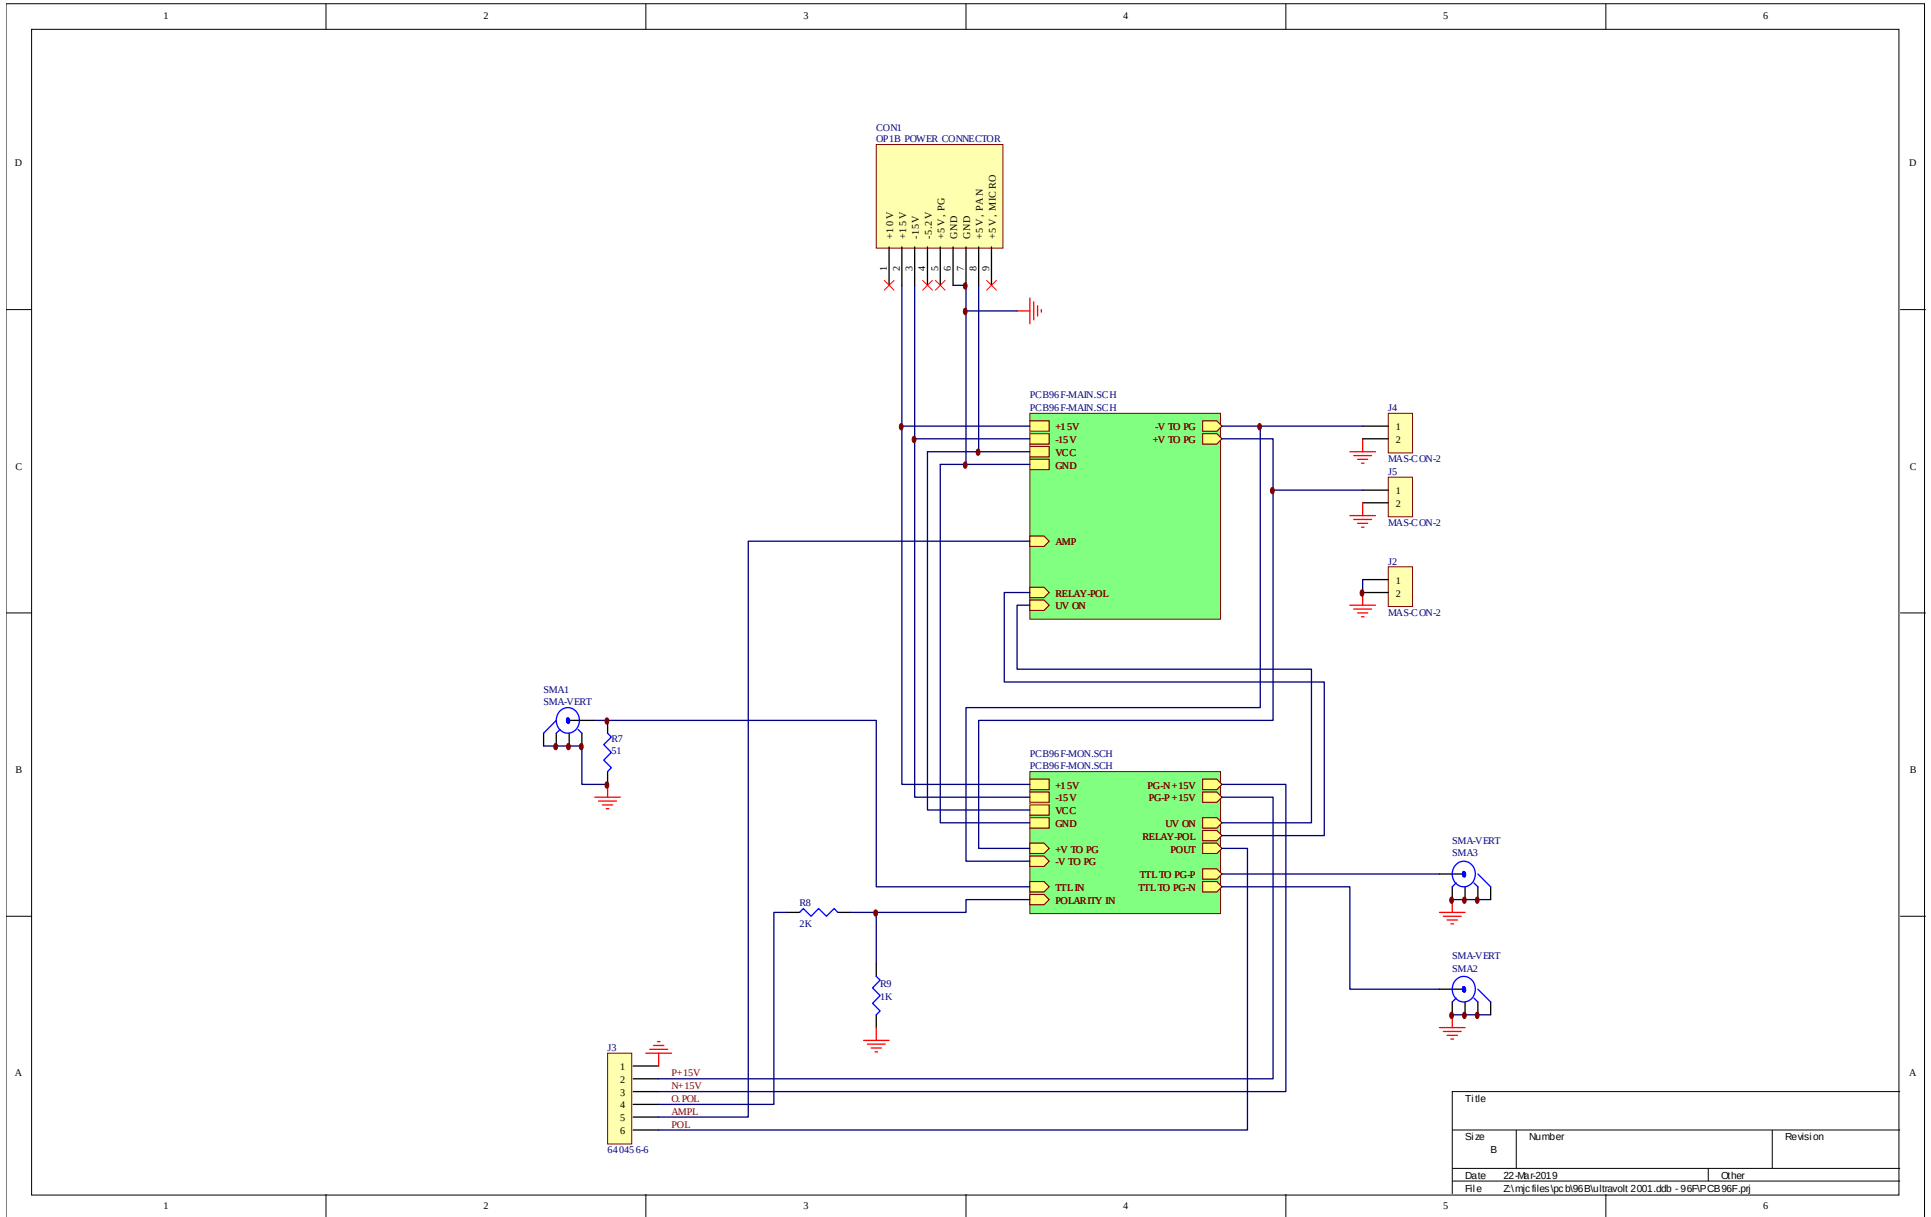 1 2 3 4 5 6
CON1
OP1B POWER CONNECTOR
D D
+10V
+15V
-15V
-5.2V
+5V, PG
GND
GND
+5V, PAN
+5V, MICRO
1 2 3 4 5 6 7 8 9
PCB96F-MAIN.SCH
PCB96F-MAIN.SCH
+15V
-15V
VCC
GND
AMP
RELAY-POL
UV ON
-V TO PG
+V TO PG
J4
1
2
MAS-CON-2
J5
1
2
MAS-CON-2
J2
1
2
MAS-CON-2
C C
SMA1
SMA-VERT
R7
51
B B
PCB96F-MON.SCH
PCB96F-MON.SCH
+15V
-15V
VCC
GND
+V TO PG
-V TO PG
TTL IN
POLARITY IN
PG-N +15V
PG-P +15V
UV ON
RELAY-POL
POUT
TTL TO PG-P
TTL TO PG-N
SMA-VERT
SMA3
SMA-VERT
SMA2
R8
2K
R9
1K
J3
1
2
3
4
5
6
640456-6
P+15V
N+15V
O.POL
AMPL
POL
A A
Title
Size
B
Number
Revision
Date 22-Mar-2019 Other
File Z:\mjcfiles\pcb\96B\ultravolt 2001.ddb - 96F\PCB96F.prj
1 2 3 4 5 6